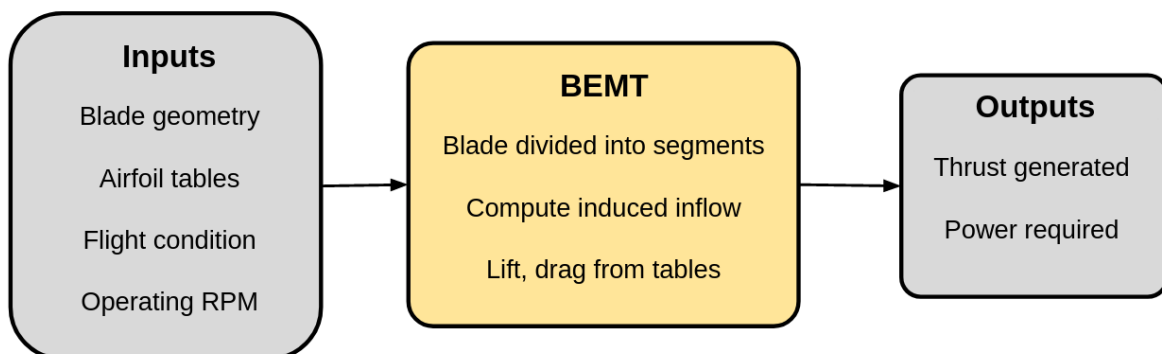 Inputs
Blade geometry
Airfoil tables
Flight condition
Operating RPM
BEMT
Blade divided into segments
Compute induced inflow
Lift, drag from tables
Outputs
Thrust generated
Power required